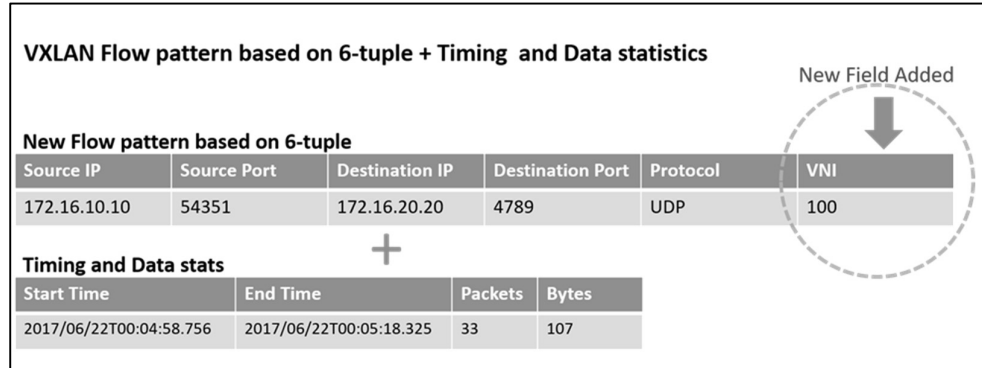 VXLAN Flow pattern based on 6-tuple + Timing and Data statistics
New Field Added
New Flow pattern based on 6-tuple
Source IP Source Port Destination IP Destination Port Protocol VNI
172.16.10.10 54351 172.16.20.20 4789 UDP 100
+
Timing and Data stats
Start Time End Time Packets Bytes
2017/06/22T00:04:58.756 2017/06/22T00:05:18.325 33 107